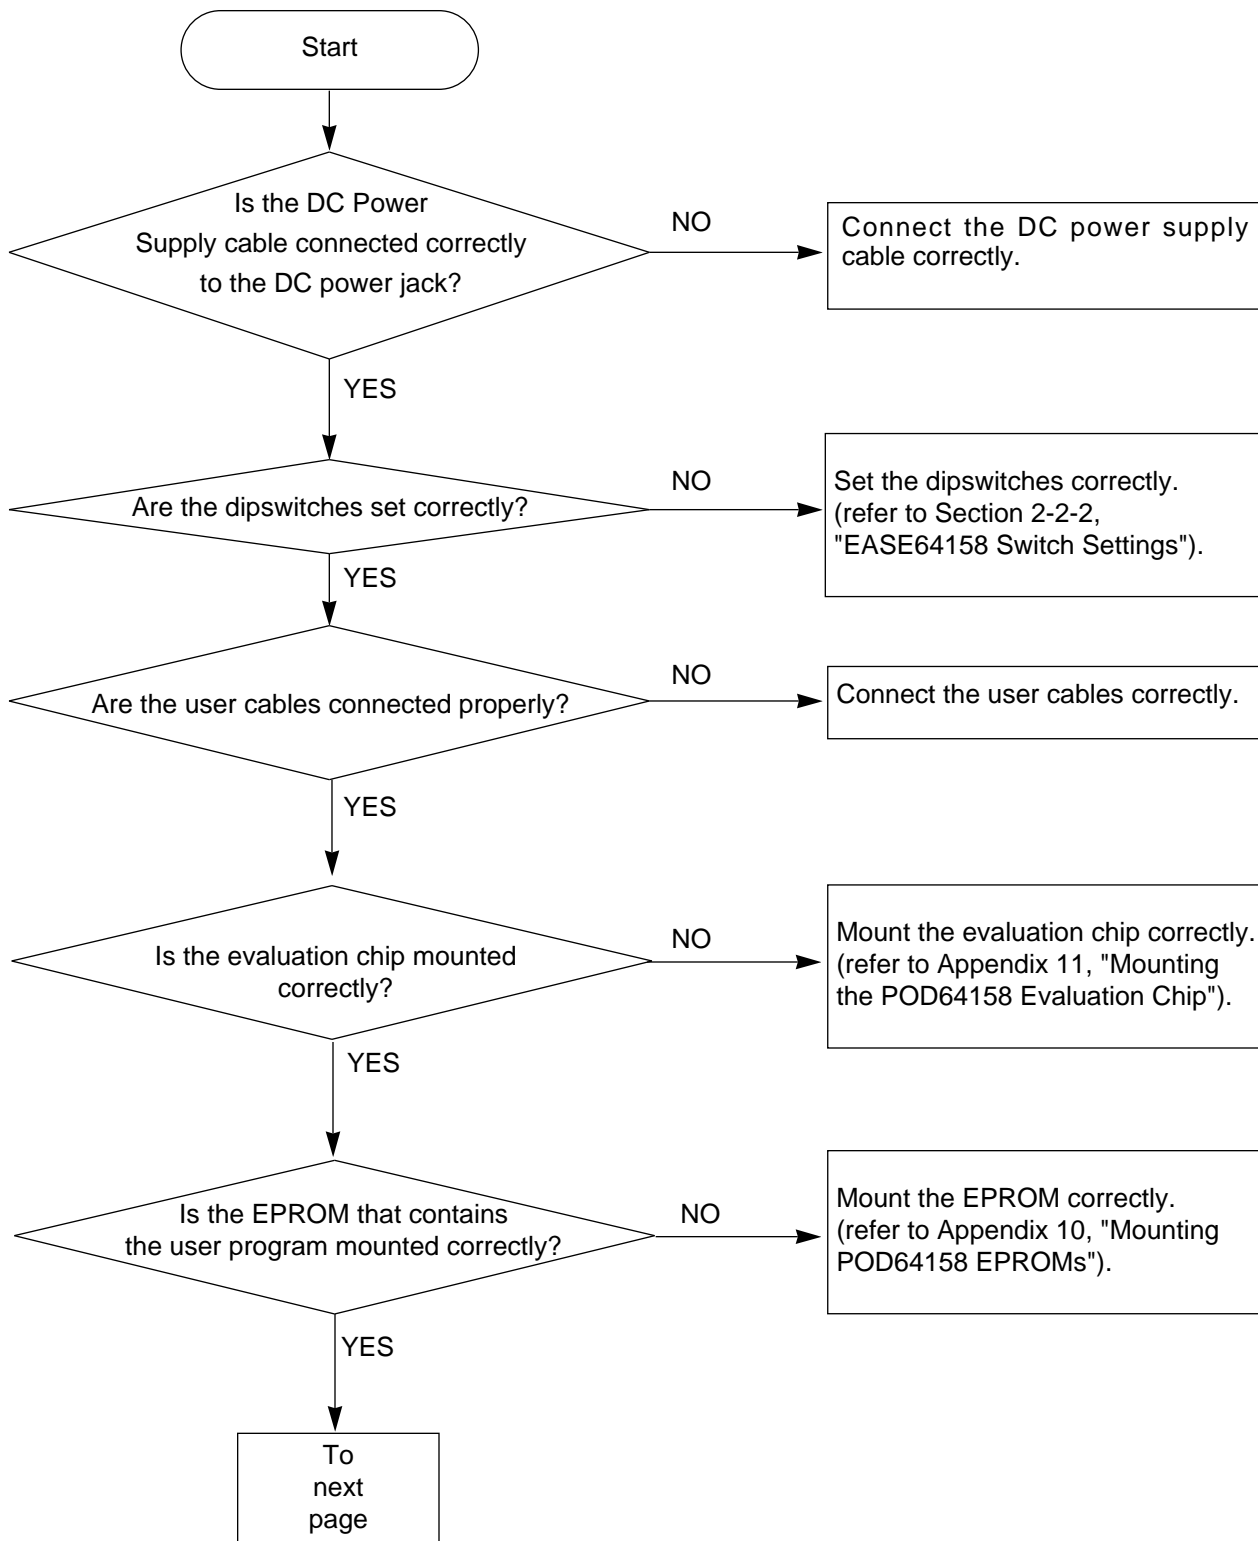 Start
Is the DC Power
Supply cable connected correctly
to the DC power jack?
NO
Connect the DC power supply
cable correctly.
YES
Are the dipswitches set correctly?
NO
Set the dipswitches correctly.
(refer to Section 2-2-2,
"EASE64158 Switch Settings").
YES
Are the user cables connected properly?
NO
Connect the user cables correctly.
YES
Is the evaluation chip mounted
correctly?
NO
Mount the evaluation chip correctly.
(refer to Appendix 11, "Mounting
the POD64158 Evaluation Chip").
YES
Is the EPROM that contains
the user program mounted correctly?
NO
Mount the EPROM correctly.
(refer to Appendix 10, "Mounting
POD64158 EPROMs").
YES
To
next
page